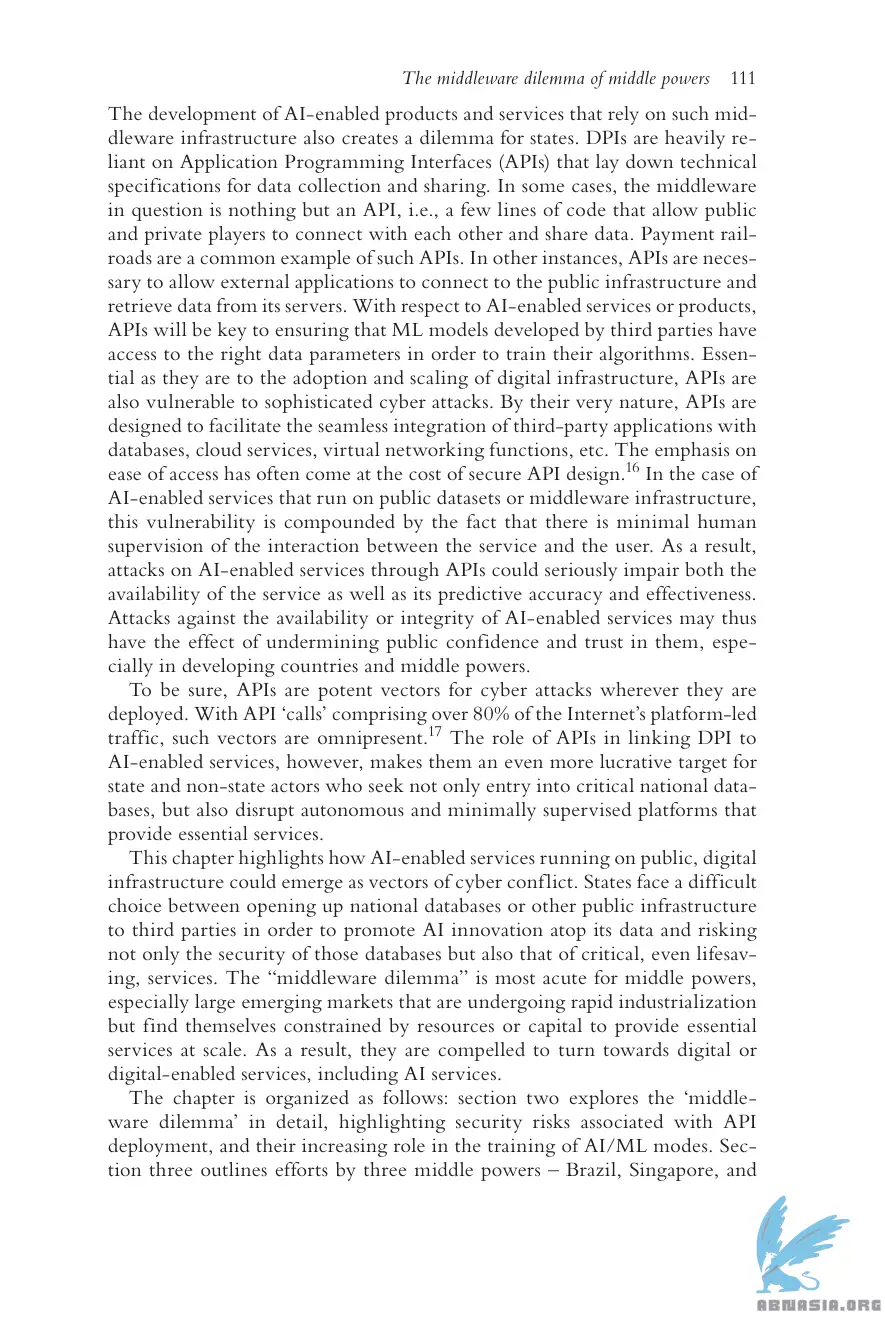 The middleware dilemma of middle powers 111
The development of AI-enabled products and services that rely on such mid-
dleware infrastructure also creates a dilemma for states. DPIs are heavily re-
liant on Application Programming Interfaces (APIs) that lay down technical
specifications for data collection and sharing. In some cases, the middleware
in question is nothing but an API, i.e., a few lines of code that allow public
and private players to connect with each other and share data. Payment rail-
roads are a common example of such APIs. In other instances, APIs are neces-
sary to allow external applications to connect to the public infrastructure and
retrieve data from its servers. With respect to AI-enabled services or products,
APIs will be key to ensuring that ML models developed by third parties have
access to the right data parameters in order to train their algorithms. Essen-
tial as they are to the adoption and scaling of digital infrastructure, APIs are
also vulnerable to sophisticated cyber attacks. By their very nature, APIs are
designed to facilitate the seamless integration of third-party applications with
databases, cloud services, virtual networking functions, etc. The emphasis on
ease of access has often come at the cost of secure API design.16 In the case of
AI-enabled services that run on public datasets or middleware infrastructure,
this vulnerability is compounded by the fact that there is minimal human
supervision of the interaction between the service and the user. As a result,
attacks on AI-enabled services through APIs could seriously impair both the
availability of the service as well as its predictive accuracy and effectiveness.
Attacks against the availability or integrity of AI-enabled services may thus
have the effect of undermining public confidence and trust in them, espe-
cially in developing countries and middle powers.
To be sure, APIs are potent vectors for cyber attacks wherever they are
deployed. With API ‘calls’ comprising over 80% of the Internet’s platform-led
traffic, such vectors are omnipresent.17 The role of APIs in linking DPI to
AI-enabled services, however, makes them an even more lucrative target for
state and non-state actors who seek not only entry into critical national data-
bases, but also disrupt autonomous and minimally supervised platforms that
provide essential services.
This chapter highlights how AI-enabled services running on public, digital
infrastructure could emerge as vectors of cyber conflict. States face a difficult
choice between opening up national databases or other public infrastructure
to third parties in order to promote AI innovation atop its data and risking
not only the security of those databases but also that of critical, even lifesav-
ing, services. The “middleware dilemma” is most acute for middle powers,
especially large emerging markets that are undergoing rapid industrialization
but find themselves constrained by resources or capital to provide essential
services at scale. As a result, they are compelled to turn towards digital or
digital-enabled services, including AI services.
The chapter is organized as follows: section two explores the ‘middle-
ware dilemma’ in detail, highlighting security risks associated with API
deployment, and their increasing role in the training of AI/ML modes. Sec-
tion three outlines efforts by three middle powers – Brazil, Singapore, and
ABNASIA.ORG